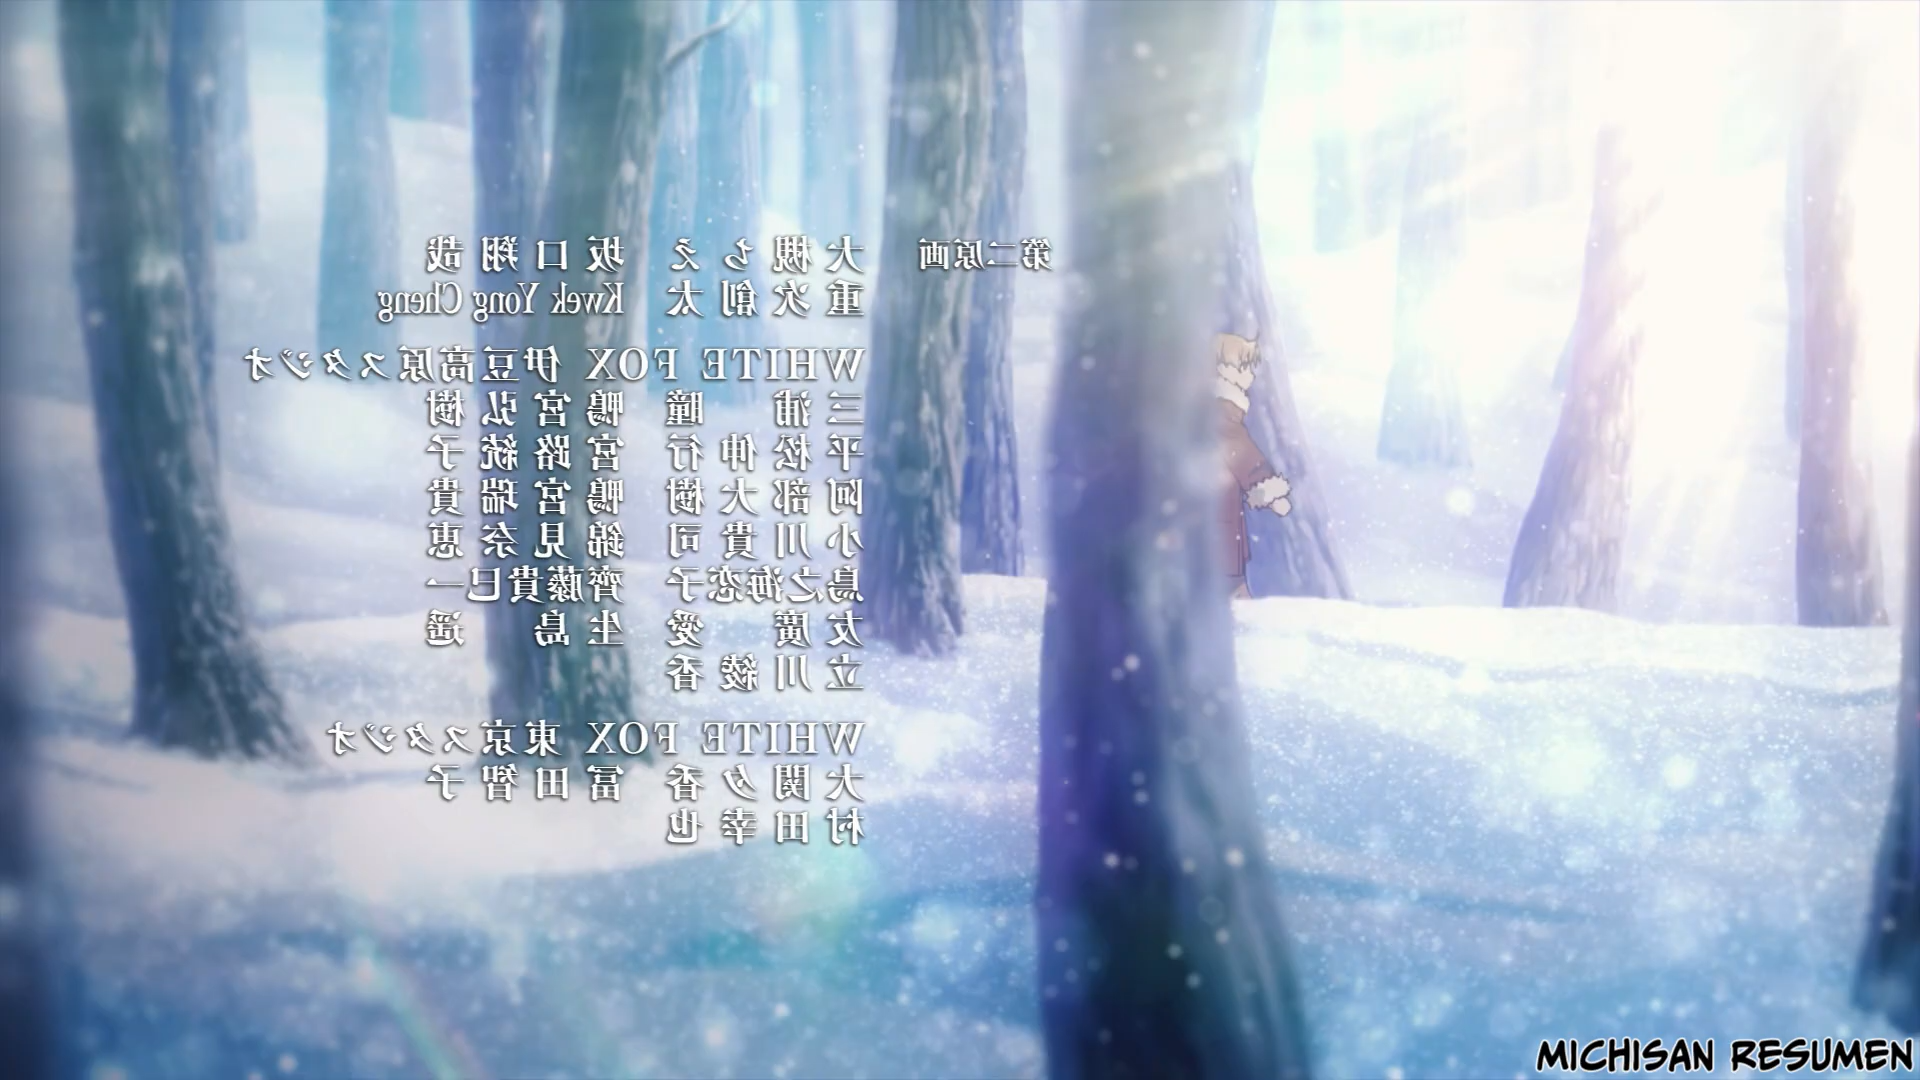 第二原画 大槻ちえ 坂口翔哉
重次創太 Kwek Yong Cheng
WHITE FOX 伊豆高原スタジオ
三浦瞳 鴨宮弘樹
平松伸行 宮路統子
阿部大樹 鴨宮瑞貴
小川貴司 錦見奈恵
鳥之海恋子 齊藤貴巳一
友廣愛 生島遥
立川綾香
WHITE FOX 東京スタジオ
大関夕香 冨田智子
村田幸也
MICHISAN RESUMEN